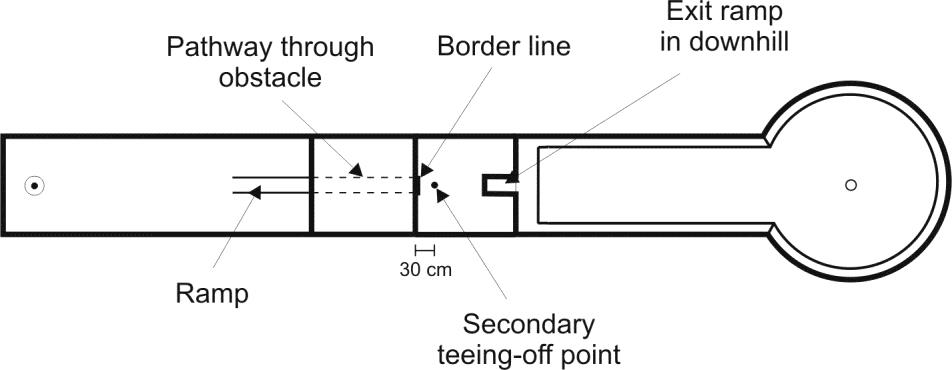 Exit ramp
in downhill
Pathway through
obstacle
Border line
30 cm
Ramp
Secondary
teeing-off point